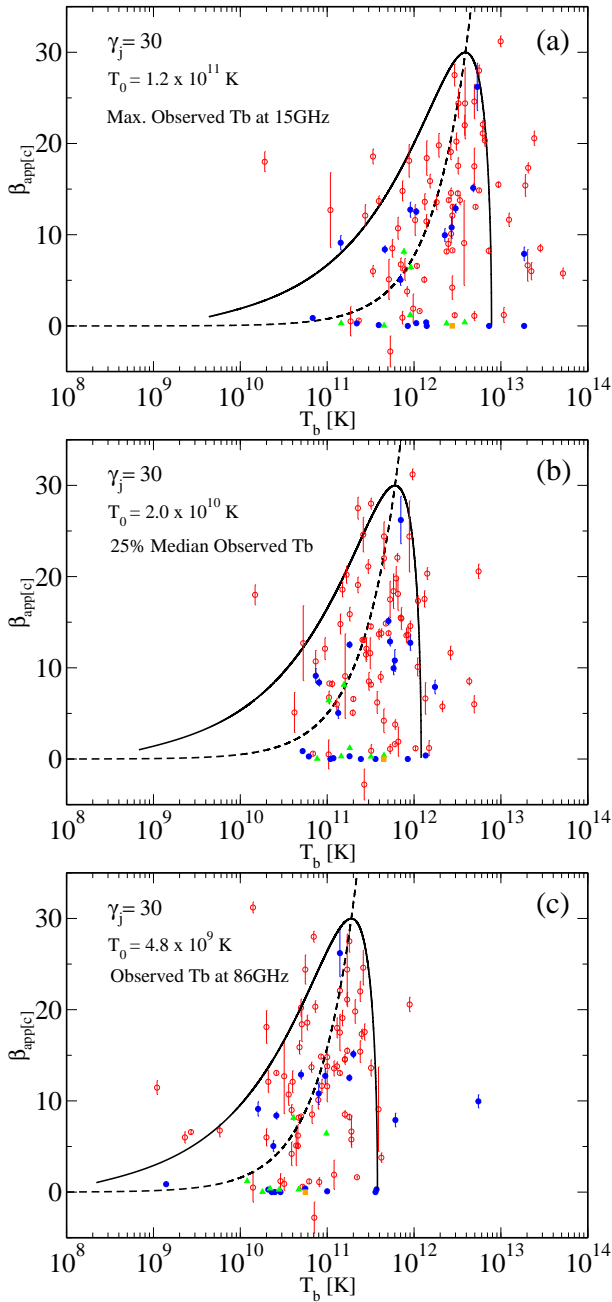 (a)
γj= 30
T0 = 1.2 x 10^11 K
Max. Observed Tb at 15GHz
30
20
10
0
βapp[c]
10^8 10^9 10^10 10^11 10^12 10^13 10^14
Tb [K]
(b)
γj= 30
T0 = 2.0 x 10^10 K
25% Median Observed Tb
30
20
10
0
βapp[c]
10^8 10^9 10^10 10^11 10^12 10^13 10^14
Tb [K]
(c)
γj= 30
T0 = 4.8 x 10^9 K
Observed Tb at 86GHz
30
20
10
0
βapp[c]
10^8 10^9 10^10 10^11 10^12 10^13 10^14
Tb [K]